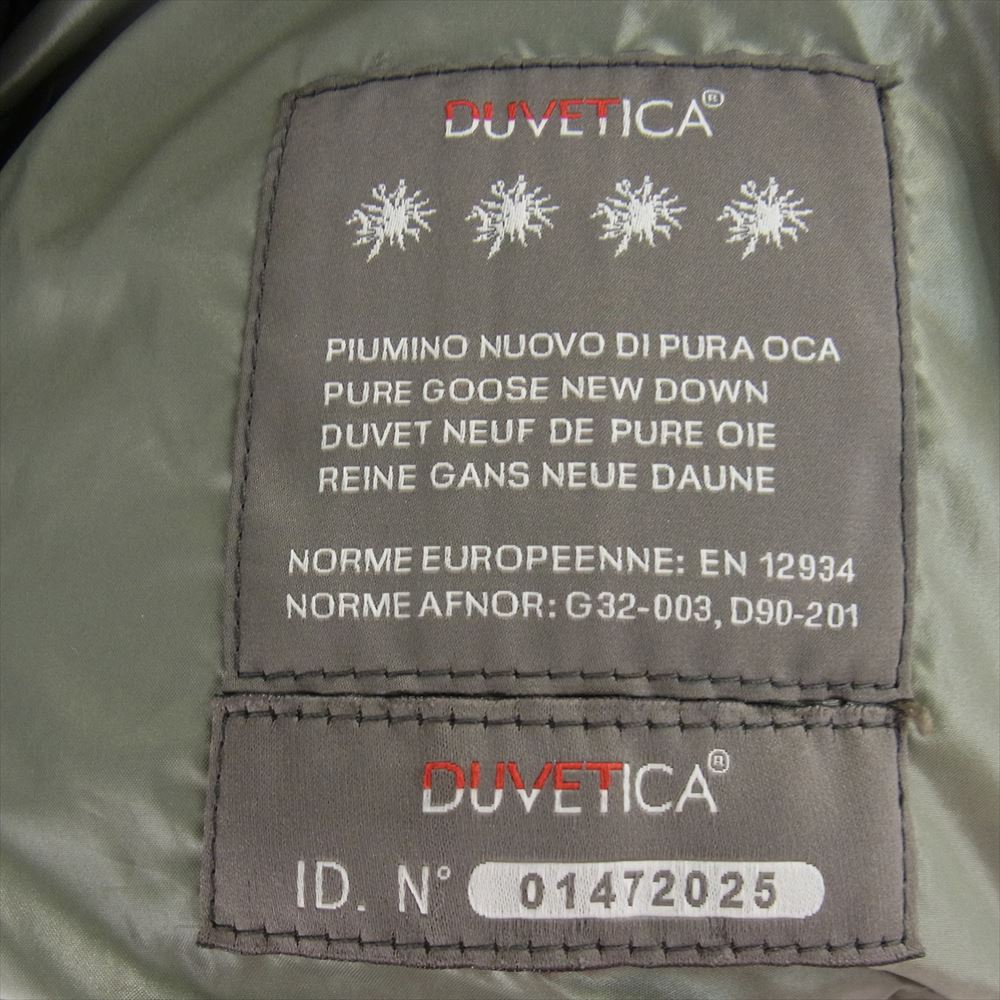 DUVETICA®
PIUMINO NUOVO DI PURA OCA
PURE GOOSE NEW DOWN
DUVET NEUF DE PURE OIE
REINE GANS NEUE DAUNE
NORME EUROPEENNE: EN 12934
NORME AFNOR: G32-003, D90-201
DUVETICA®
ID. N° 01472025